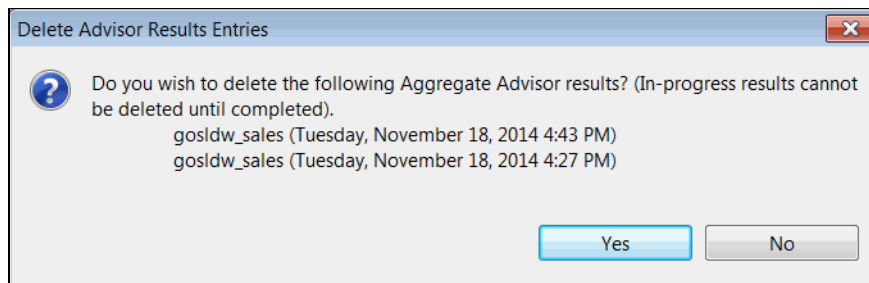 Delete Advisor Results Entries
Do you wish to delete the following Aggregate Advisor results? (In-progress results cannot
be deleted until completed).
gosldw_sales (Tuesday, November 18, 2014 4:43 PM)
gosldw_sales (Tuesday, November 18, 2014 4:27 PM)
Yes No